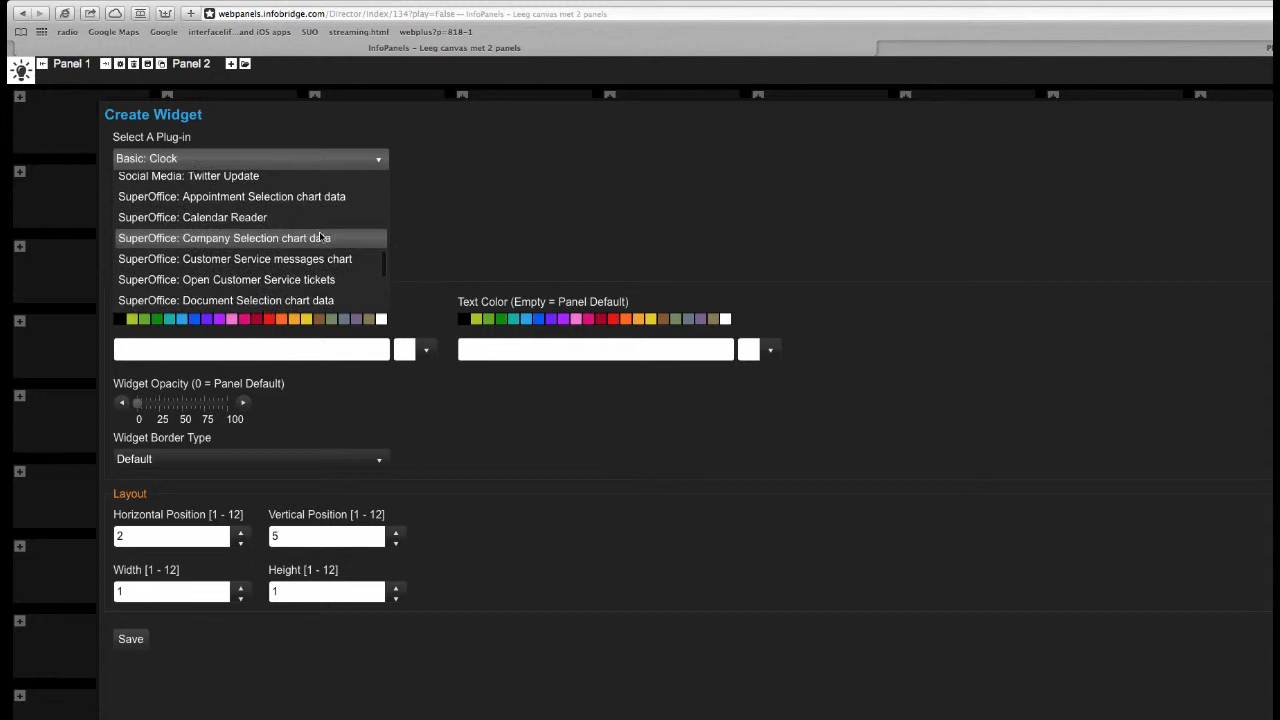 webpanels.infobridge.com/Director/Index/134?play=False — InfoPanels - Leeg canvas met 2 panels
radio Google Maps Google interfacelif...and iOS apps SUO streaming.html webplus?p=818-1
InfoPanels - Leeg canvas met 2 panels
Panel 1 Panel 2
Create Widget
Select A Plug-in
Basic: Clock
Social Media: Twitter Update
SuperOffice: Appointment Selection chart data
SuperOffice: Calendar Reader
SuperOffice: Company Selection chart data
SuperOffice: Customer Service messages chart
SuperOffice: Open Customer Service tickets
SuperOffice: Document Selection chart data
Text Color (Empty = Panel Default)
Widget Opacity (0 = Panel Default)
0 25 50 75 100
Widget Border Type
Default
Layout
Horizontal Position [1 - 12] Vertical Position [1 - 12]
2 5
Width [1 - 12] Height [1 - 12]
1 1
Save